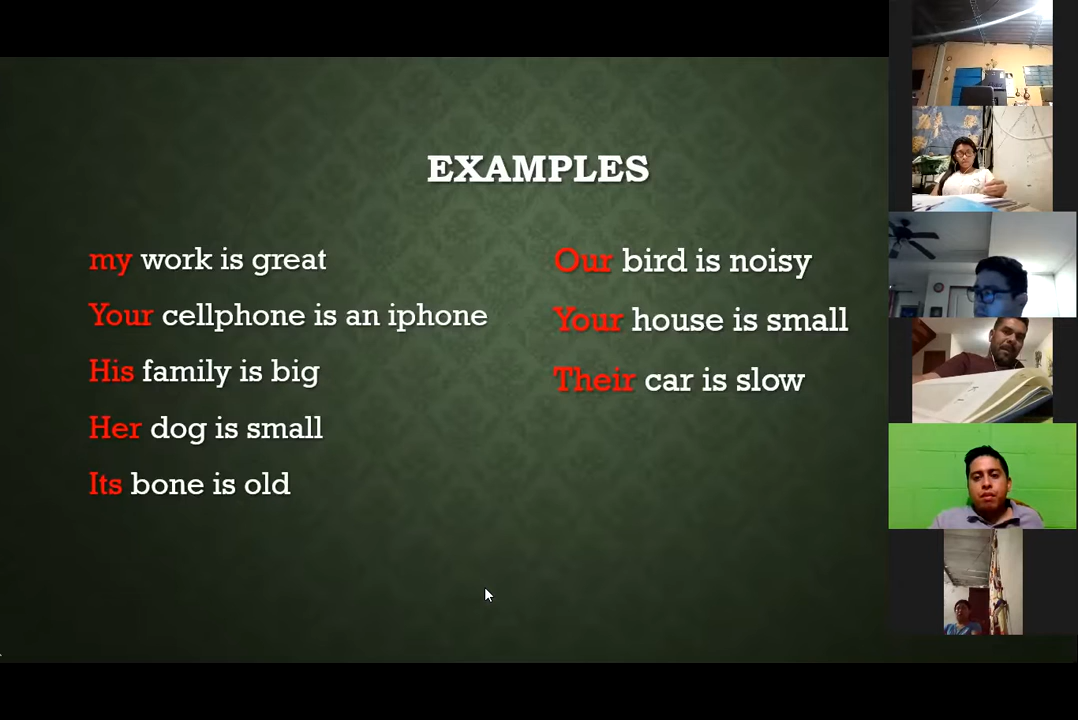 EXAMPLES
my work is great
Your cellphone is an iphone
His family is big
Her dog is small
Its bone is old
Our bird is noisy
Your house is small
Their car is slow